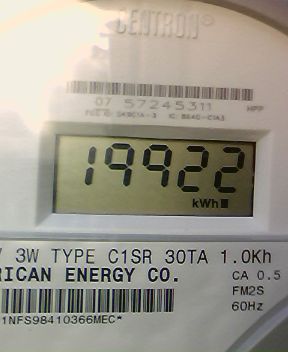 CENTRON®
07 57245311
HPP
19922
kWh
V 3W TYPE C1SR 30TA 1.0Kh
RICAN ENERGY CO.
CA 0.5
FM2S
60Hz
1NFS98410366MEC*